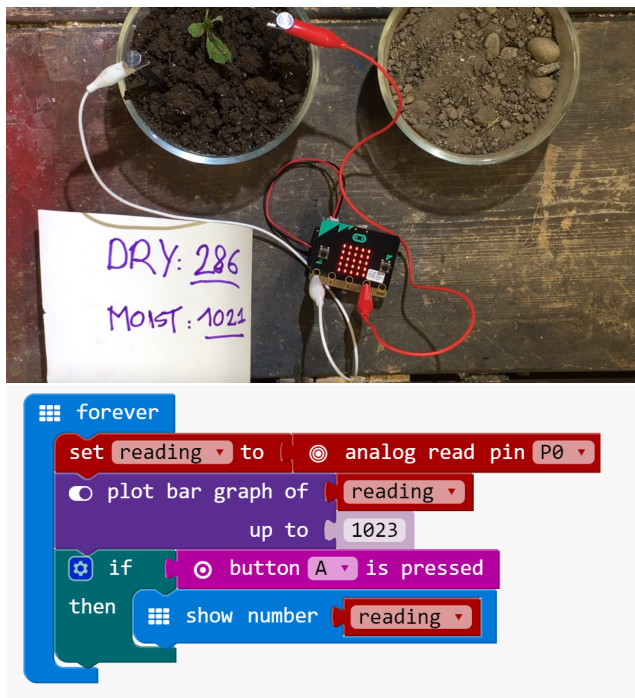 DRY: 286
MOIST: 1021
forever
set reading to analog read pin P0
plot bar graph of reading
up to 1023
if button A is pressed
then show number reading